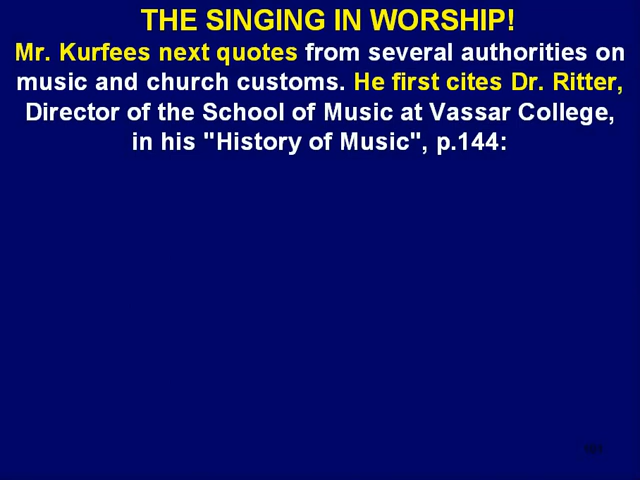 THE SINGING IN WORSHIP!
Mr. Kurfees next quotes from several authorities on
music and church customs. He first cites Dr. Ritter,
Director of the School of Music at Vassar College,
in his "History of Music", p.144: